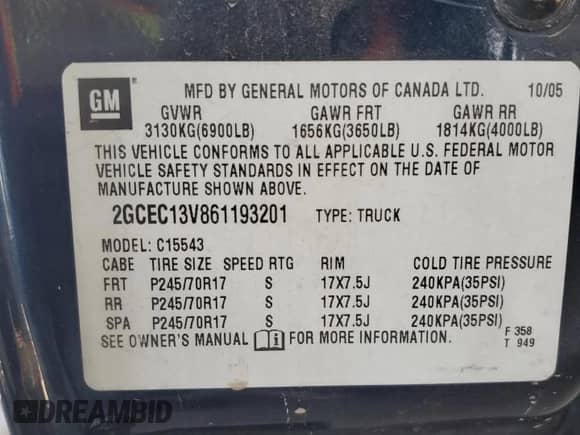 GM
MFD BY GENERAL MOTORS OF CANADA LTD. 10/05
GVWR GAWR FRT GAWR RR
3130KG(6900LB) 1656KG(3650LB) 1814KG(4000LB)
THIS VEHICLE CONFORMS TO ALL APPLICABLE U.S. FEDERAL MOTOR
VEHICLE SAFETY STANDARDS IN EFFECT ON THE DATE OF
MANUFACTURE SHOWN ABOVE.
2GCEC13V861193201 TYPE: TRUCK
MODEL: C15543
CABE TIRE SIZE SPEED RTG RIM COLD TIRE PRESSURE
FRT P245/70R17 S 17X7.5J 240KPA(35PSI)
RR P245/70R17 S 17X7.5J 240KPA(35PSI)
SPA P245/70R17 S 17X7.5J 240KPA(35PSI)
SEE OWNER'S MANUAL FOR MORE INFORMATION. F 358
T 949
DREAMBID